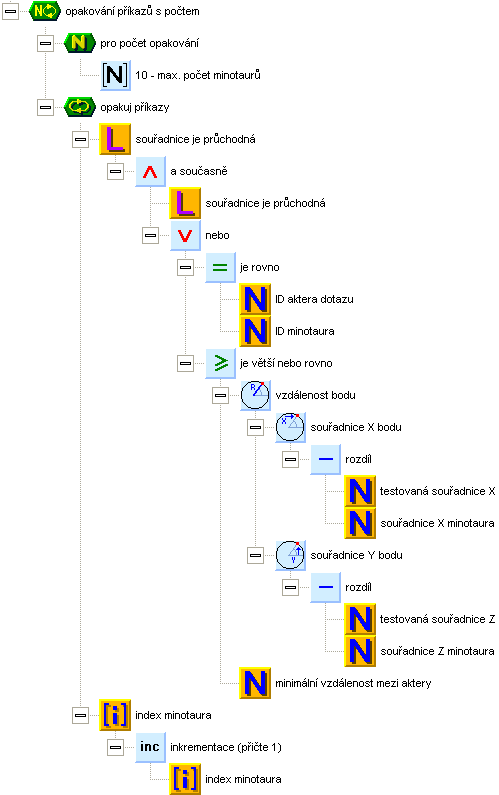 N opakování příkazů s počtem
N pro počet opakování
[N] 10 - max. počet minotaurů
opakuj příkazy
L souřadnice je průchodná
∧ a současně
L souřadnice je průchodná
∨ nebo
= je rovno
N ID aktera dotazu
N ID minotaura
≥ je větší nebo rovno
R vzdálenost bodu
X souřadnice X bodu
− rozdíl
N testovaná souřadnice X
N souřadnice X minotaura
Y souřadnice Y bodu
− rozdíl
N testovaná souřadnice Z
N souřadnice Z minotaura
N minimální vzdálenost mezi aktery
[i] index minotaura
inc inkrementace (přičte 1)
[i] index minotaura